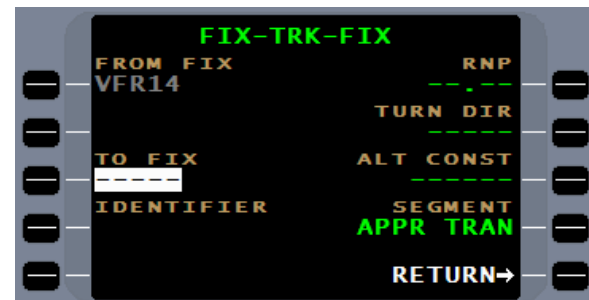 FIX-TRK-FIX
FROM FIX RNP
VFR14 --.--
TURN DIR
-----
TO FIX ALT CONST
----- ------
IDENTIFIER SEGMENT
APPR TRAN
RETURN→